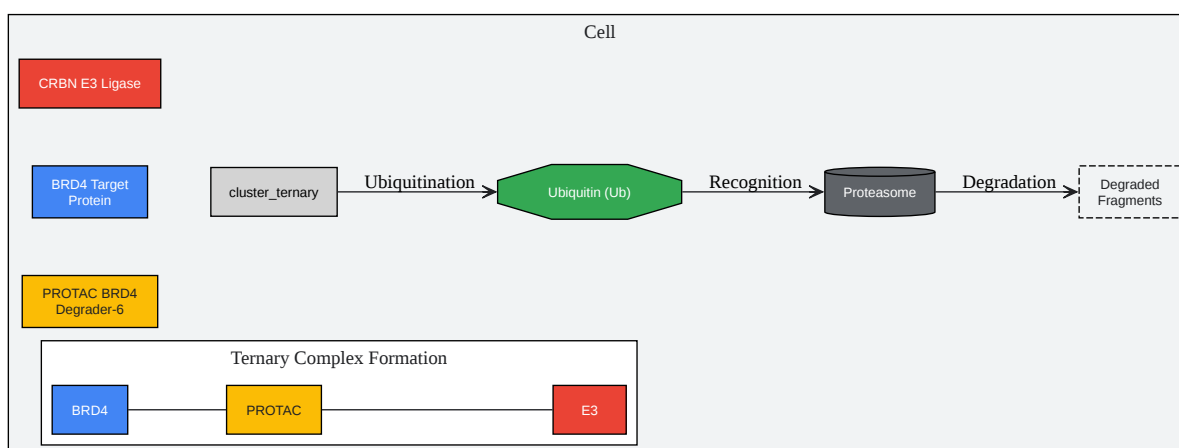 Cell
CRBN E3 Ligase
BRD4 Target
Protein
cluster_ternary
Ubiquitination
Ubiquitin (Ub)
Recognition
Proteasome
Degradation
Degraded
Fragments
PROTAC BRD4
Degrader-6
Ternary Complex Formation
BRD4
PROTAC
E3